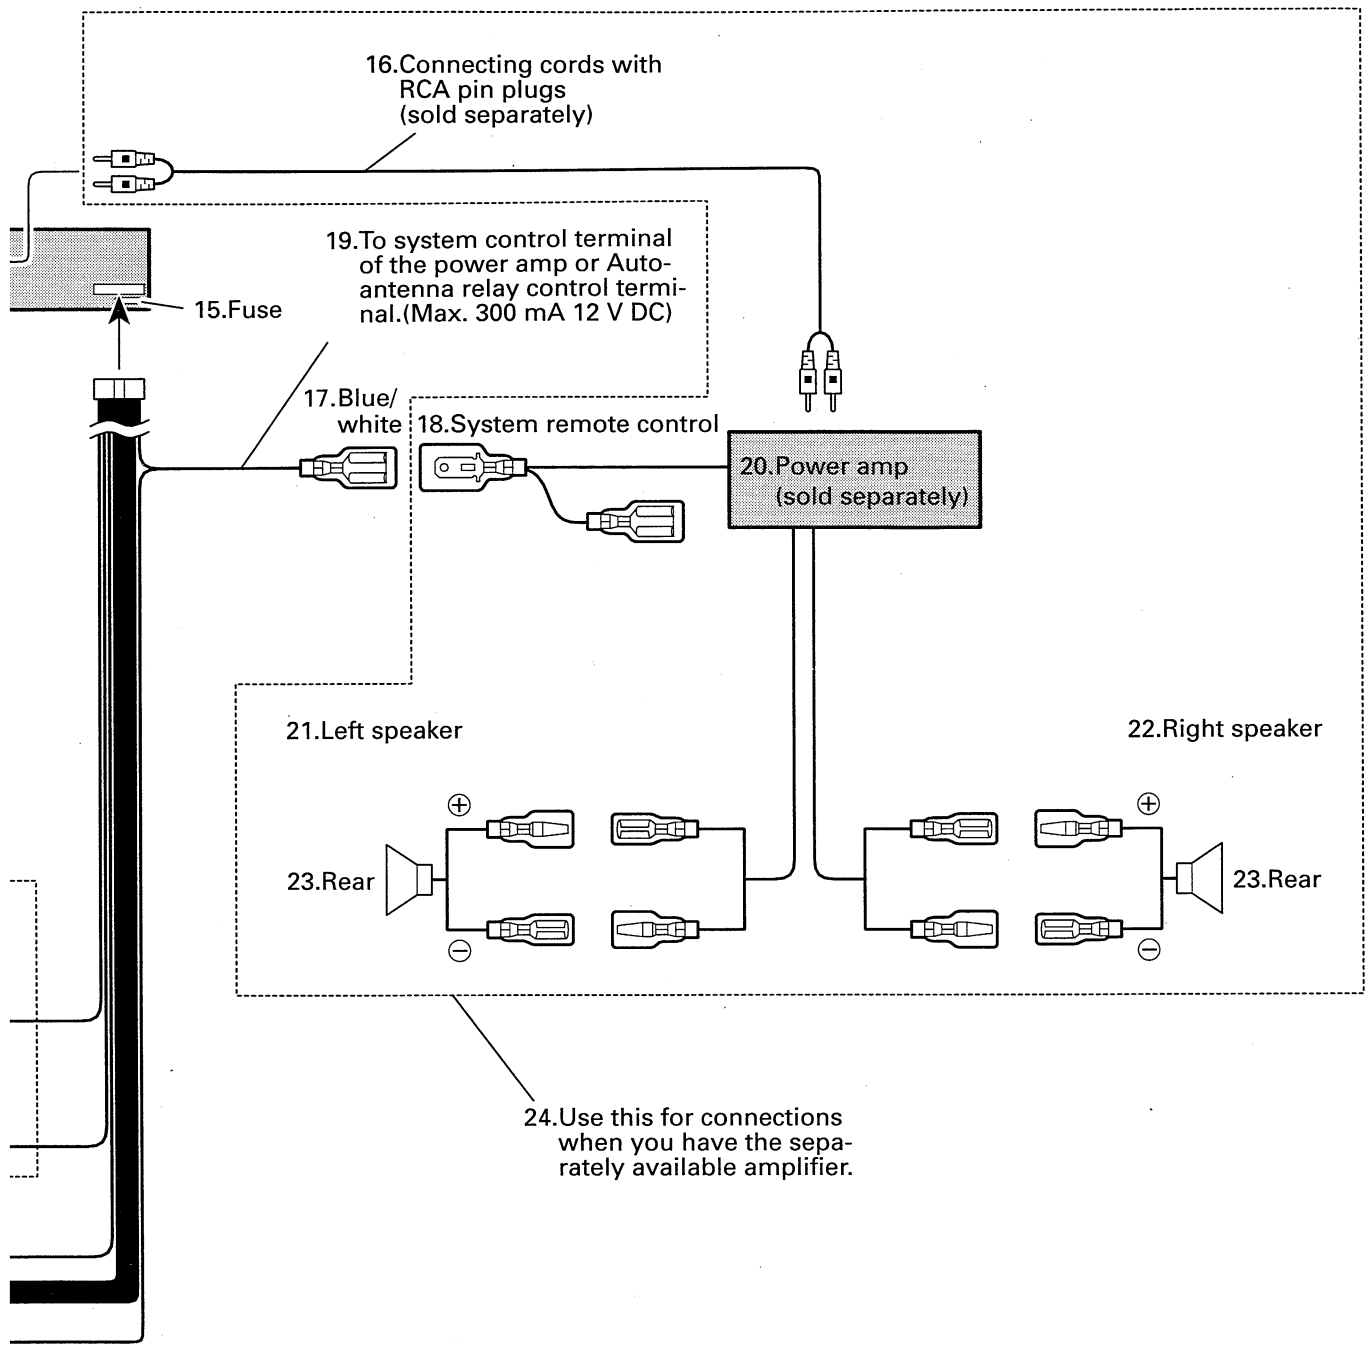 16.Connecting cords with
RCA pin plugs
(sold separately)
19.To system control terminal
of the power amp or Auto-
antenna relay control termi-
nal.(Max. 300 mA 12 V DC)
15.Fuse
17.Blue/
white
18.System remote control
20.Power amp
(sold separately)
21.Left speaker
22.Right speaker
+
+
23.Rear
23.Rear
−
−
24.Use this for connections
when you have the sepa-
rately available amplifier.